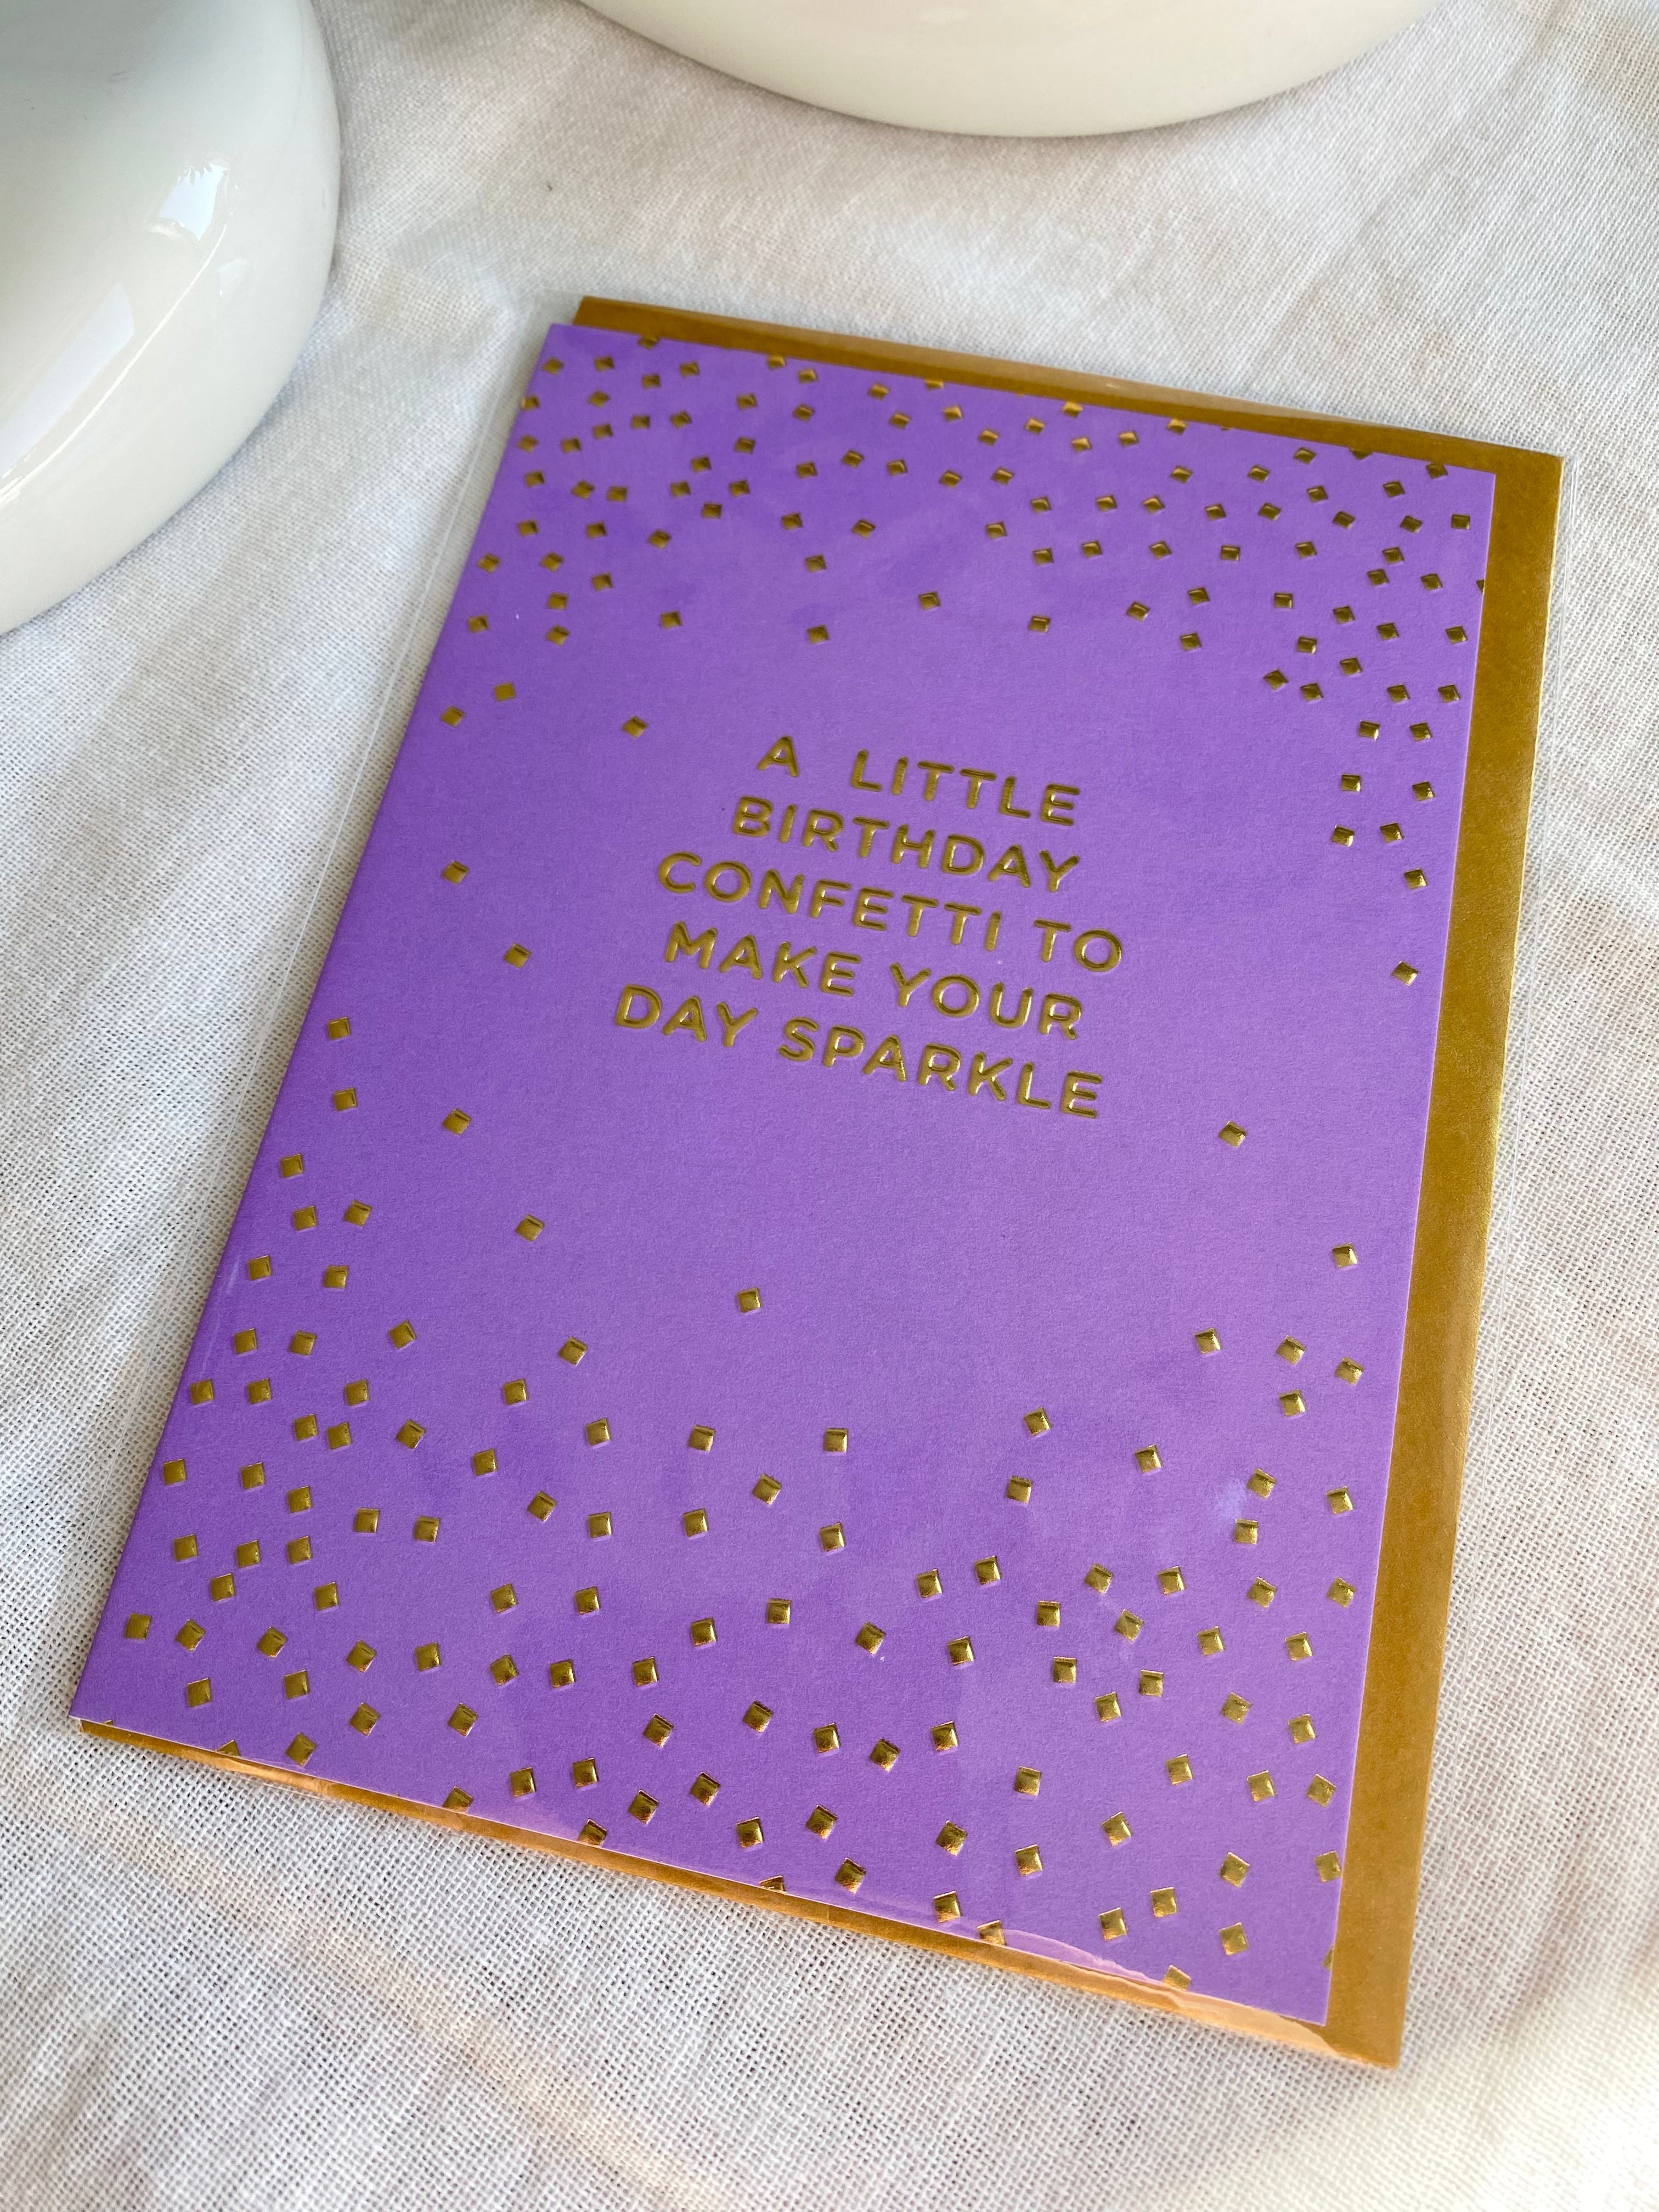 A LITTLE
BIRTHDAY
CONFETTI TO
MAKE YOUR
DAY SPARKLE